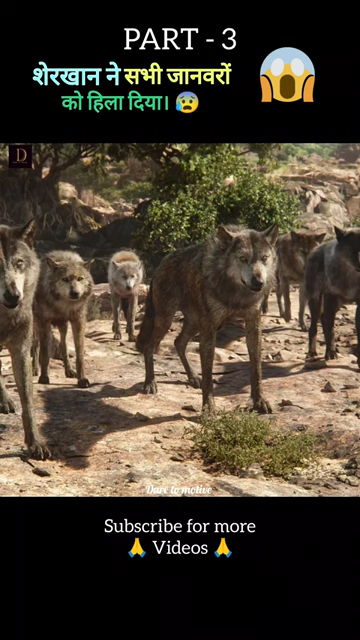 PART - 3
शेरखान ने सभी जानवरों
को हिला दिया। 😰
D
Dare to motive
Subscribe for more
🙏 Videos 🙏